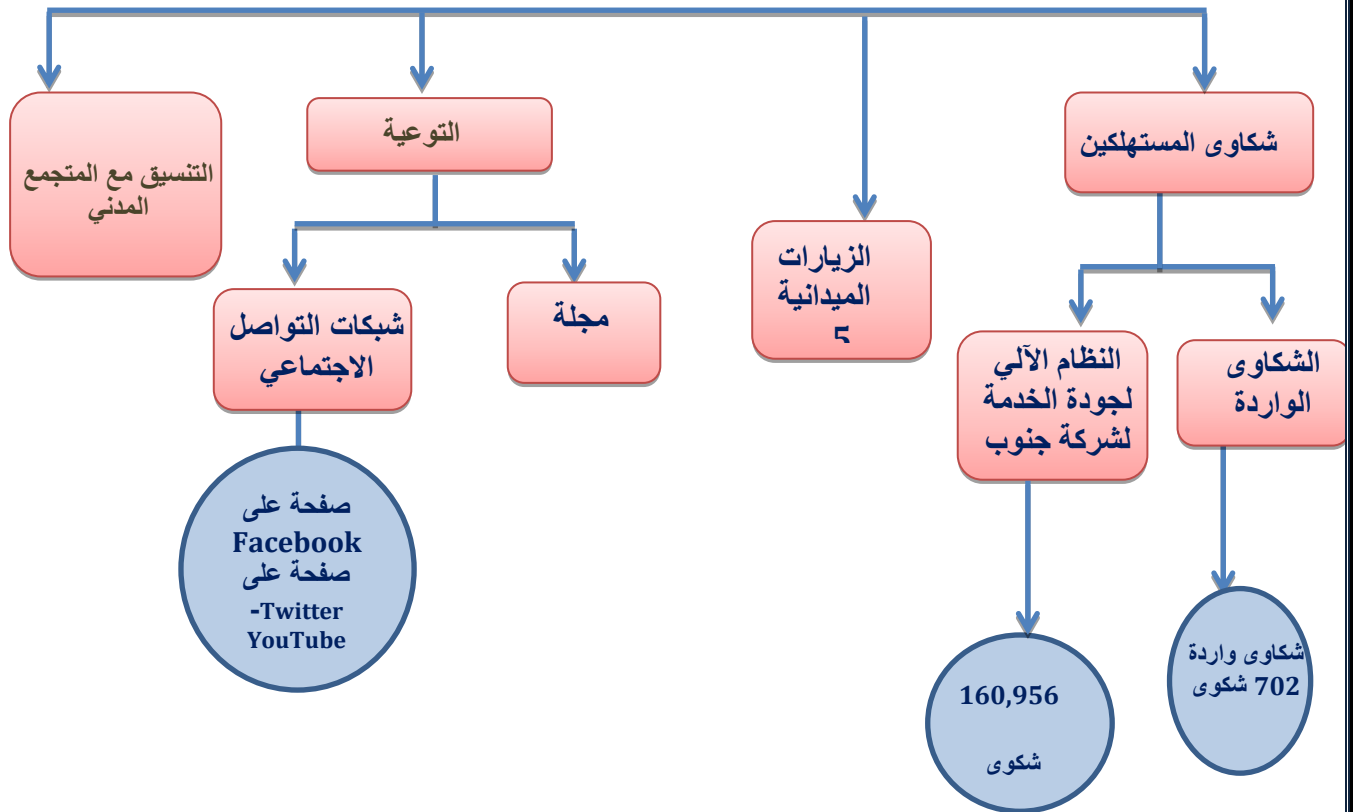 شكاوى المستهلكين
التوعية
التنسيق مع المتجمع
المدني
الزيارات
الميدانية
5
مجلة
شبكات التواصل
الاجتماعي
الشكاوى
الواردة
النظام الآلي
لجودة الخدمة
لشركة جنوب
صفحة على
Facebook
صفحة على
-Twitter
YouTube
شكاوى واردة
702 شكوى
160,956
شكوى